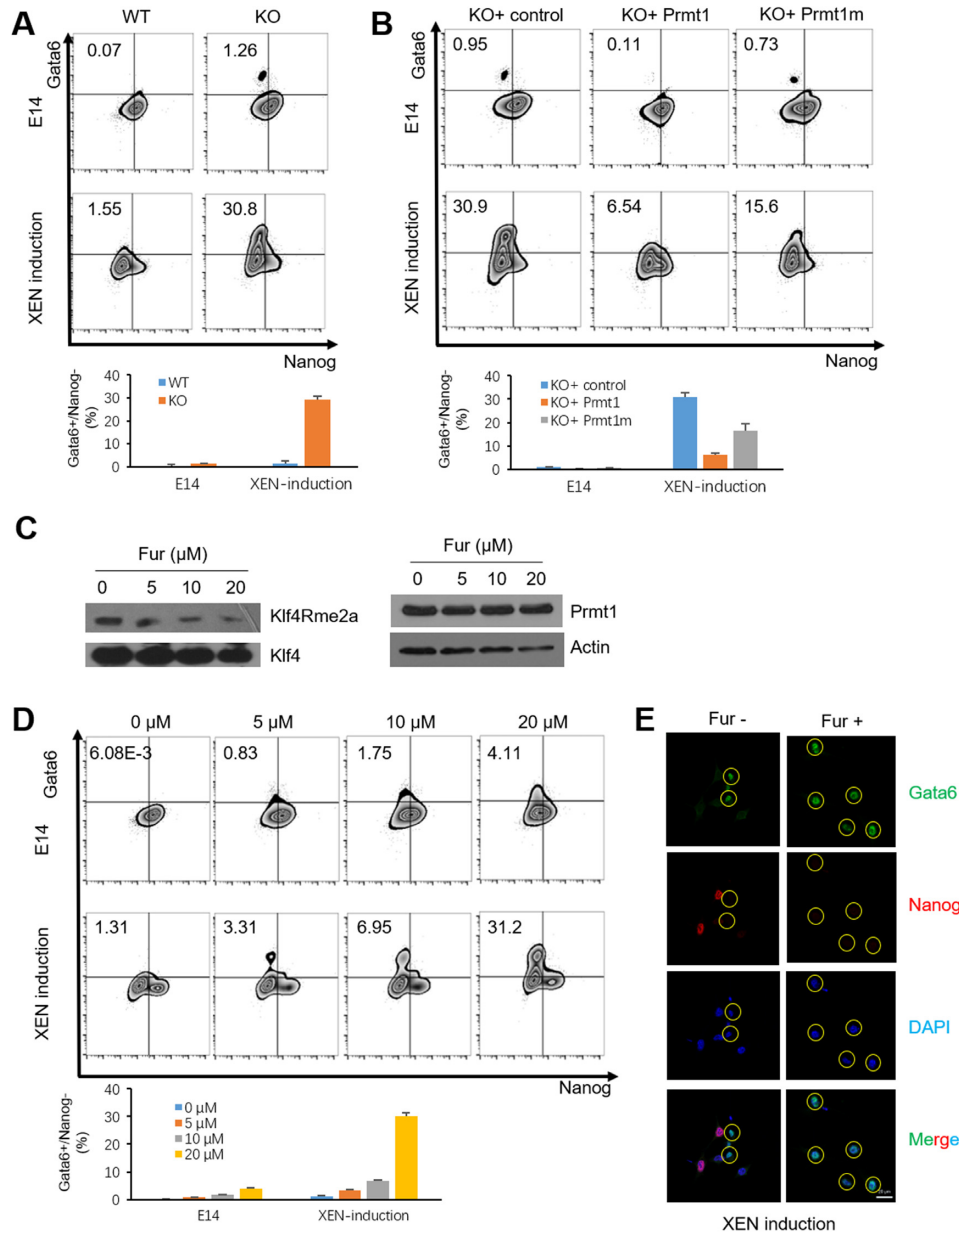 A
WT
KO
Gata6
E14
0.07
1.26
XEN induction
1.55
30.8
Nanog
Gata6+/Nanog-
(%)
40
30
20
10
0
WT
KO
E14
XEN-induction
B
KO+ control
KO+ Prmt1
KO+ Prmt1m
Gata6
E14
0.95
0.11
0.73
XEN induction
30.9
6.54
15.6
Nanog
Gata6+/Nanog-
(%)
40
30
20
10
0
KO+ control
KO+ Prmt1
KO+ Prmt1m
E14
XEN-induction
C
Fur (μM)
0 5 10 20
Klf4Rme2a
Klf4
Fur (μM)
0 5 10 20
Prmt1
Actin
D
0 μM
5 μM
10 μM
20 μM
Gata6
E14
6.08E-3
0.83
1.75
4.11
XEN induction
1.31
3.31
6.95
31.2
Nanog
Gata6+/Nanog-
(%)
40
30
20
10
0
0 μM
5 μM
10 μM
20 μM
E14
XEN-induction
E
Fur -
Fur +
Gata6
Nanog
DAPI
Merge
XEN induction